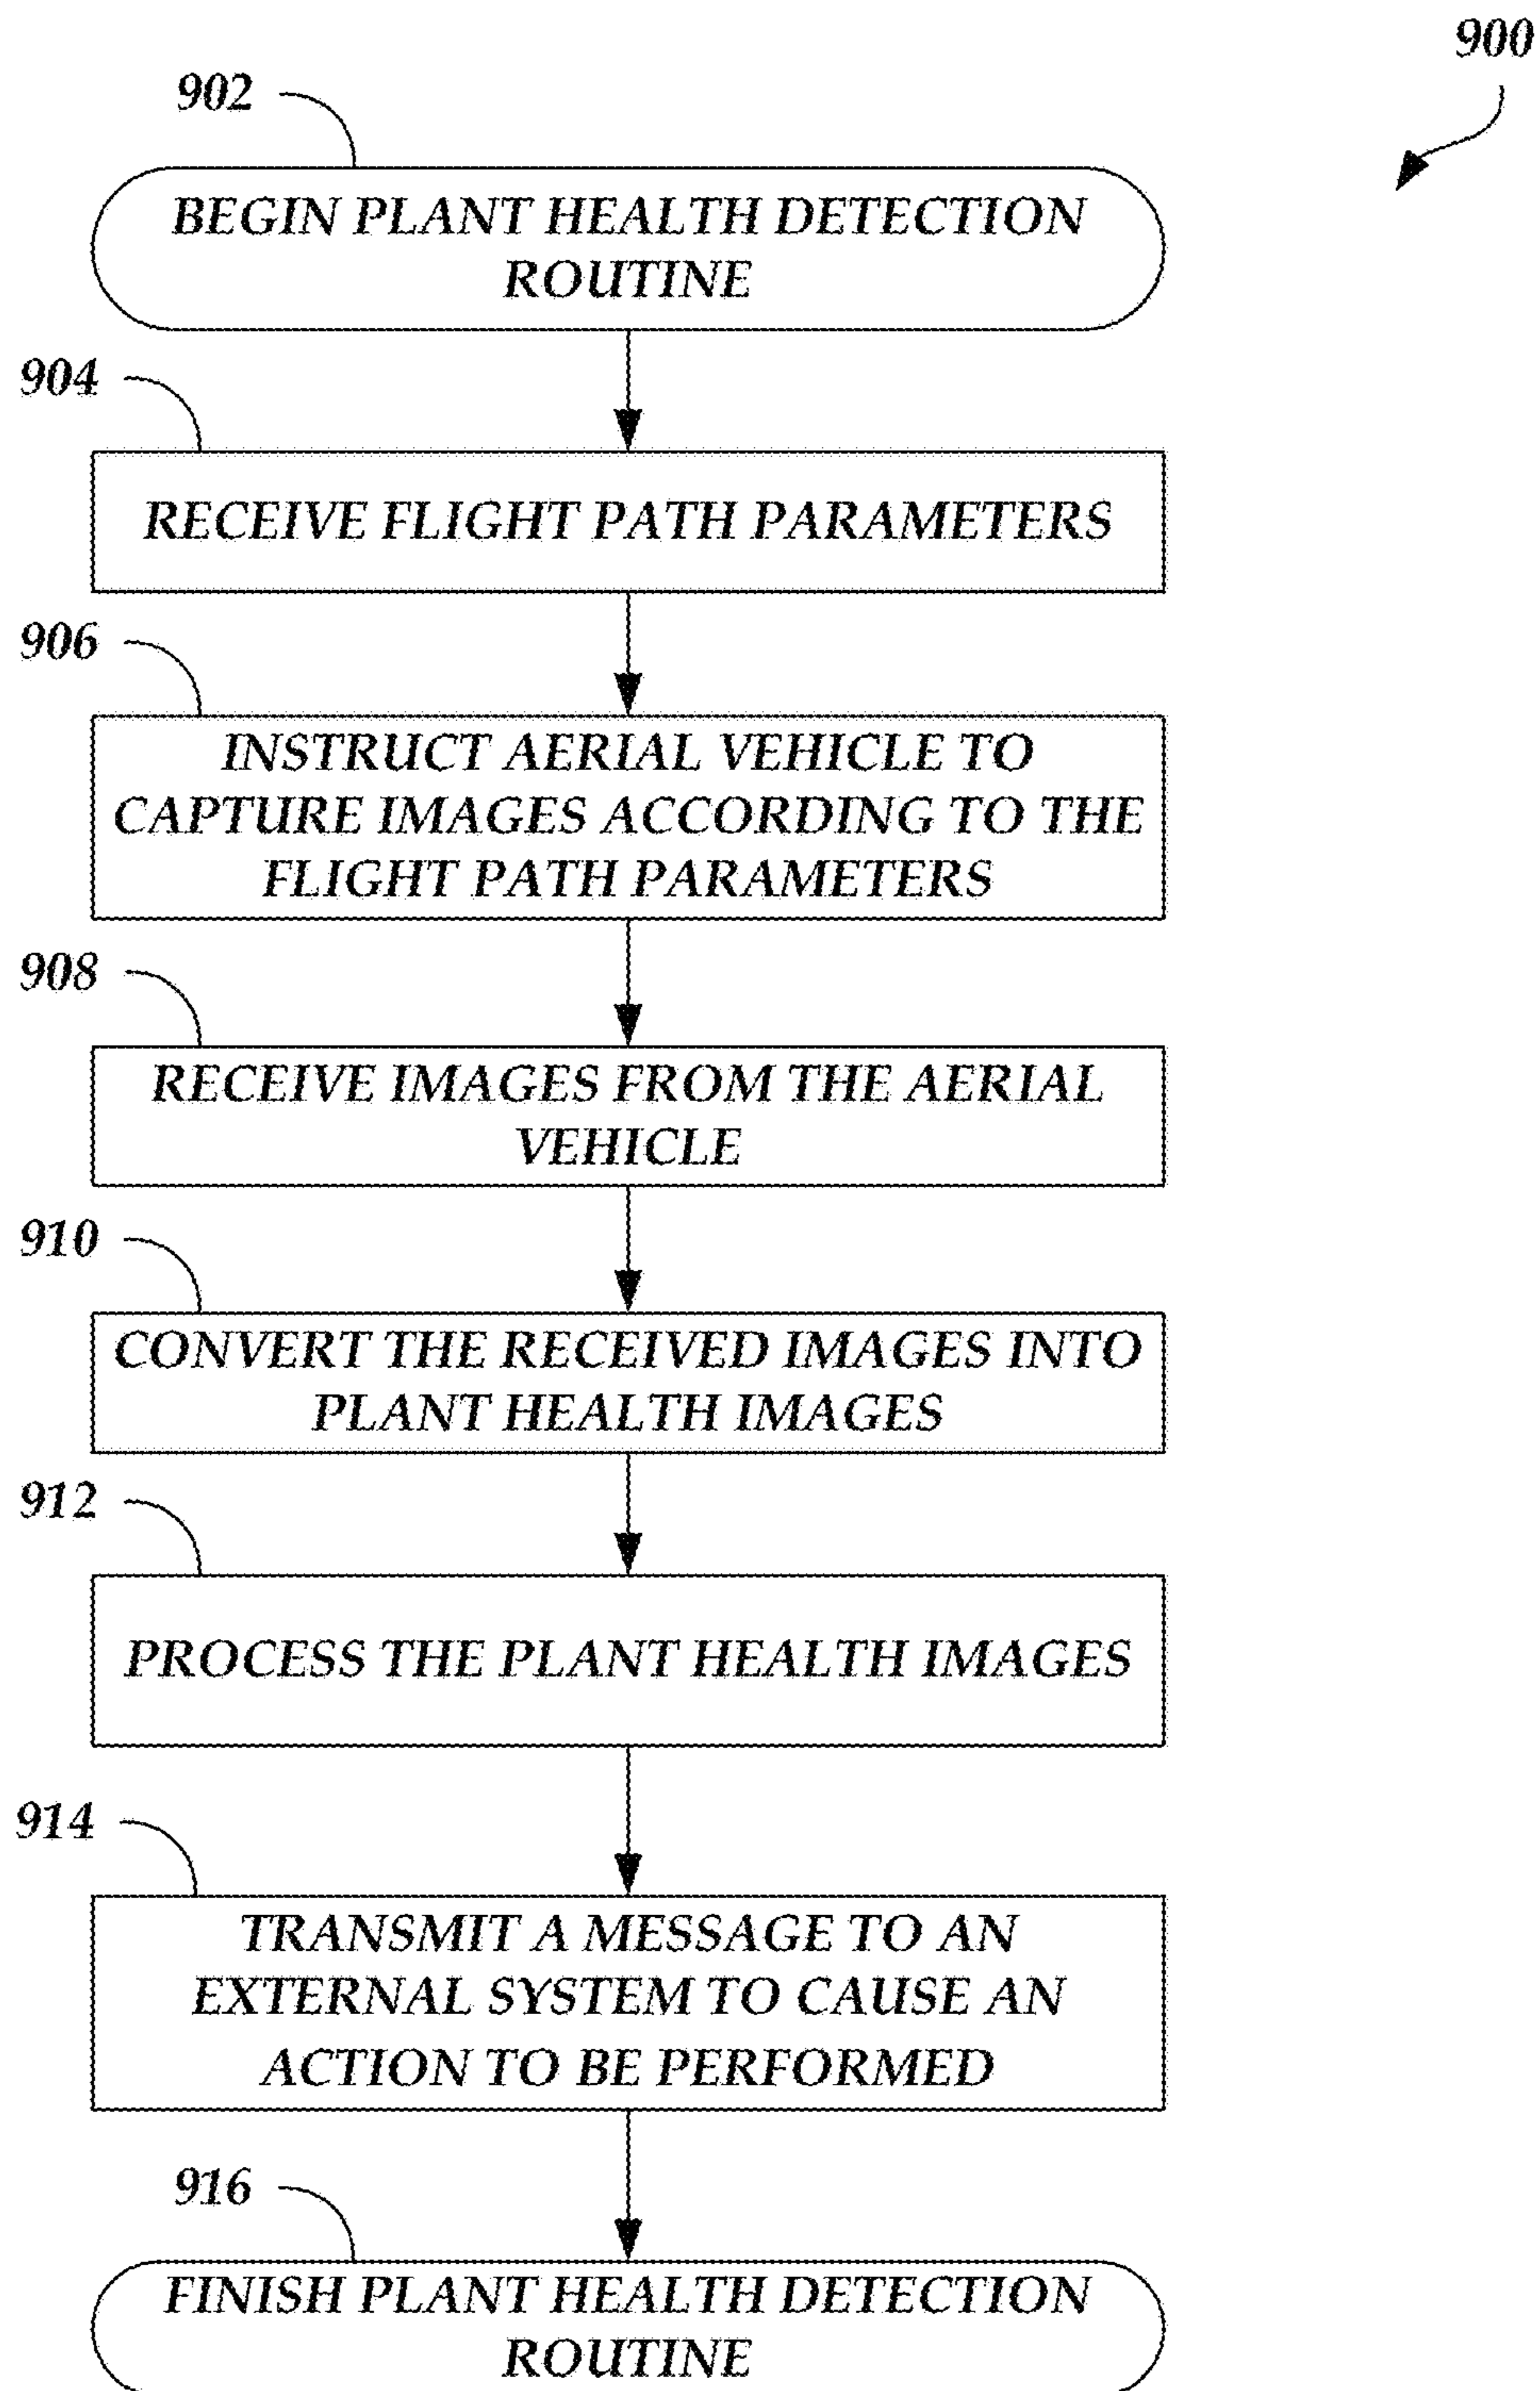 900
902
BEGIN PLANT HEALTH DETECTION
ROUTINE
904
RECEIVE FLIGHT PATH PARAMETERS
906
INSTRUCT AERIAL VEHICLE TO
CAPTURE IMAGES ACCORDING TO THE
FLIGHT PATH PARAMETERS
908
RECEIVE IMAGES FROM THE AERIAL
VEHICLE
910
CONVERT THE RECEIVED IMAGES INTO
PLANT HEALTH IMAGES
912
PROCESS THE PLANT HEALTH IMAGES
914
TRANSMIT A MESSAGE TO AN
EXTERNAL SYSTEM TO CAUSE AN
ACTION TO BE PERFORMED
916
FINISH PLANT HEALTH DETECTION
ROUTINE